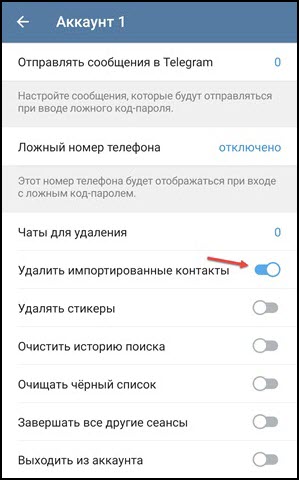 Аккаунт 1
Отправлять сообщения в Telegram 0
Настройте сообщения, которые будут отправляться
при вводе ложного код-пароля.
Ложный номер телефона отключено
Этот номер телефона будет отображаться при входе
с ложным код-паролем.
Чаты для удаления 0
Удалить импортированные контакты
Удалять стикеры
Очистить историю поиска
Очищать чёрный список
Завершать все другие сеансы
Выходить из аккаунта